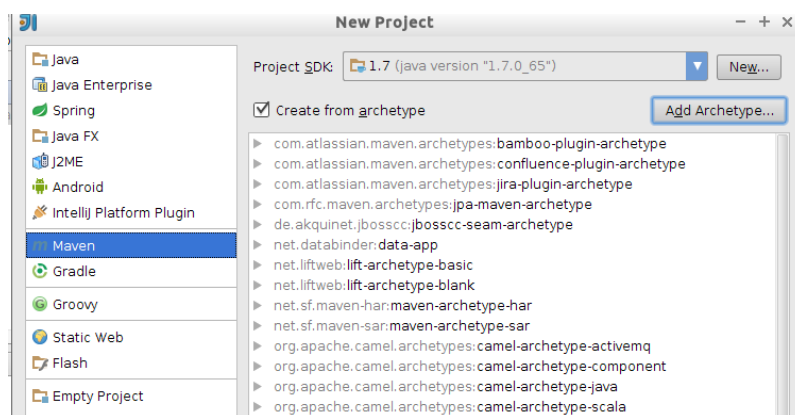 New Project
Java
Java Enterprise
Spring
Java FX
J2ME
Android
IntelliJ Platform Plugin
Maven
Gradle
Groovy
Static Web
Flash
Empty Project
Project SDK: 1.7 (java version "1.7.0_65") New...
Create from archetype Add Archetype...
com.atlassian.maven.archetypes:bamboo-plugin-archetype
com.atlassian.maven.archetypes:confluence-plugin-archetype
com.atlassian.maven.archetypes:jira-plugin-archetype
com.rfc.maven.archetypes:jpa-maven-archetype
de.akquinet.jbosscc:jbosscc-seam-archetype
net.databinder:data-app
net.liftweb:lift-archetype-basic
net.liftweb:lift-archetype-blank
net.sf.maven-har:maven-archetype-har
net.sf.maven-sar:maven-archetype-sar
org.apache.camel.archetypes:camel-archetype-activemq
org.apache.camel.archetypes:camel-archetype-component
org.apache.camel.archetypes:camel-archetype-java
org.apache.camel.archetypes:camel-archetype-scala